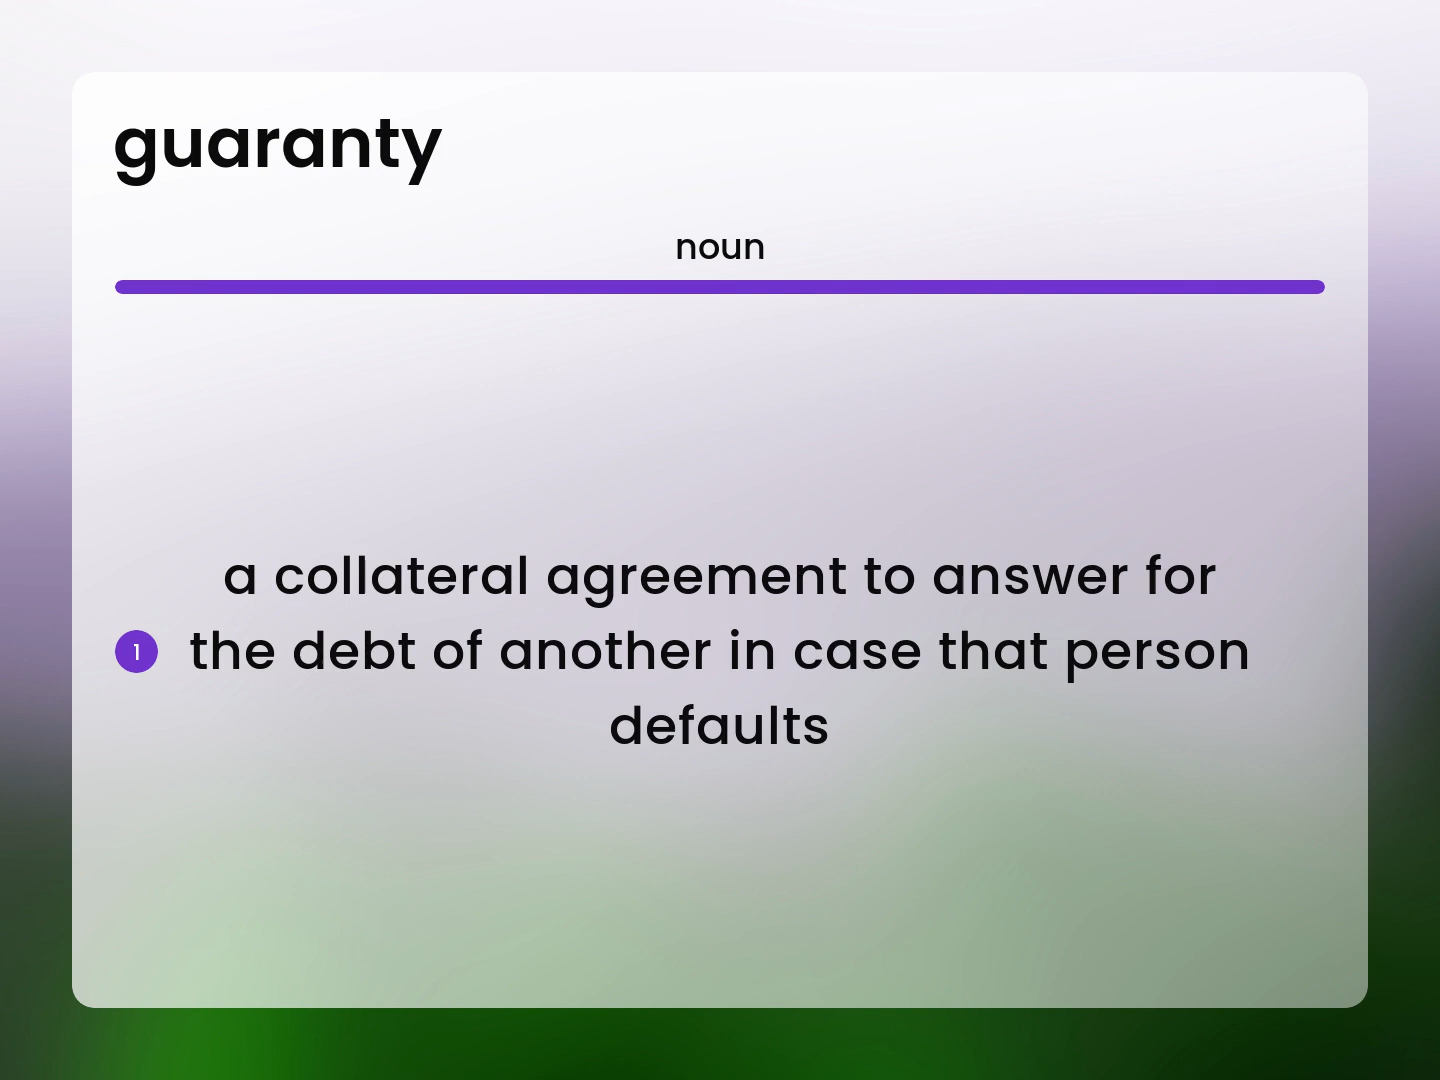 guaranty
noun
a collateral agreement to answer for
1 the debt of another in case that person
defaults